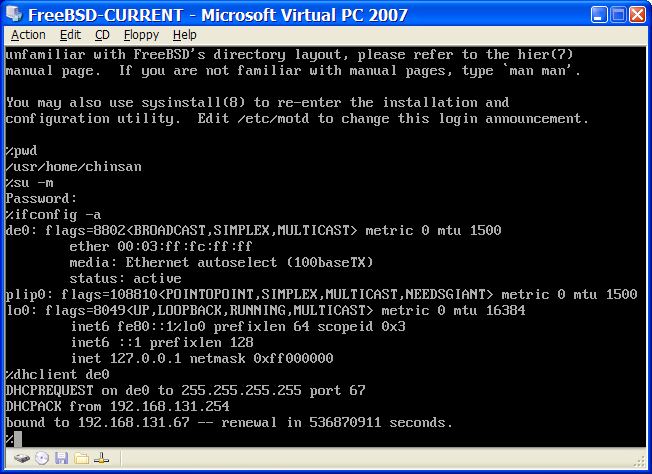 FreeBSD-CURRENT - Microsoft Virtual PC 2007
Action Edit CD Floppy Help
unfamiliar with FreeBSD's directory layout, please refer to the hier(7)
manual page.  If you are not familiar with manual pages, type `man man'.

You may also use sysinstall(8) to re-enter the installation and
configuration utility.  Edit /etc/motd to change this login announcement.

%pwd
/usr/home/chinsan
%su -m
Password:
%ifconfig -a
de0: flags=8802<BROADCAST,SIMPLEX,MULTICAST> metric 0 mtu 1500
        ether 00:03:ff:fc:ff:ff
        media: Ethernet autoselect (100baseTX)
        status: active
plip0: flags=108810<POINTOPOINT,SIMPLEX,MULTICAST,NEEDSGIANT> metric 0 mtu 1500
lo0: flags=8049<UP,LOOPBACK,RUNNING,MULTICAST> metric 0 mtu 16384
        inet6 fe80::1%lo0 prefixlen 64 scopeid 0x3
        inet6 ::1 prefixlen 128
        inet 127.0.0.1 netmask 0xff000000
%dhclient de0
DHCPREQUEST on de0 to 255.255.255.255 port 67
DHCPACK from 192.168.131.254
bound to 192.168.131.67 -- renewal in 536870911 seconds.
%